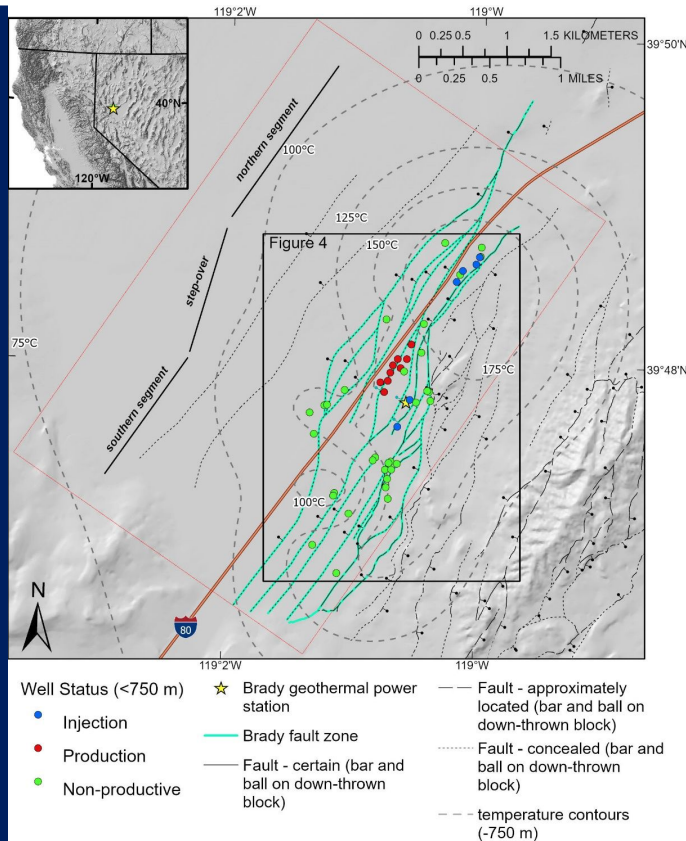 119°2'W
119°W
0 0.25 0.5 1 1.5 KILOMETERS
0 0.25 0.5 1 MILES
39°50'N
40°N
120°W
northern segment
100°C
125°C
Figure 4
150°C
step-over
75°C
175°C
39°48'N
southern segment
100°C
N
80
119°2'W
119°W
Well Status (<750 m)
Injection
Production
Non-productive
Brady geothermal power
station
Brady fault zone
Fault - certain (bar and
ball on down-thrown
block)
Fault - approximately
located (bar and ball
on down-thrown block)
Fault - concealed (bar and
ball on down-thrown
block)
temperature contours
(-750 m)